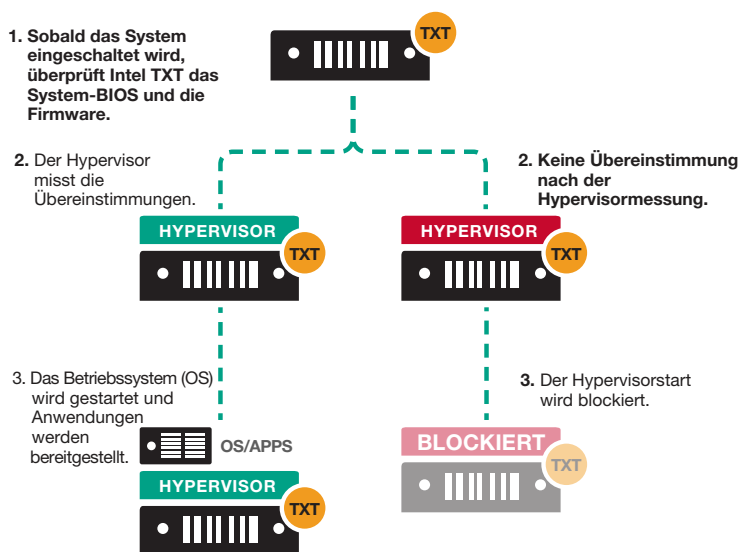 1. Sobald das System
eingeschaltet wird,
überprüft Intel TXT das
System-BIOS und die
Firmware.
TXT
2. Der Hypervisor
misst die
Übereinstimmungen.
HYPERVISOR
TXT
2. Keine Übereinstimmung
nach der
Hypervisormessung.
HYPERVISOR
TXT
3. Das Betriebssystem (OS)
wird gestartet und
Anwendungen
werden
bereitgestellt.
OS/APPS
HYPERVISOR
TXT
3. Der Hypervisorstart
wird blockiert.
BLOCKIERT
TXT